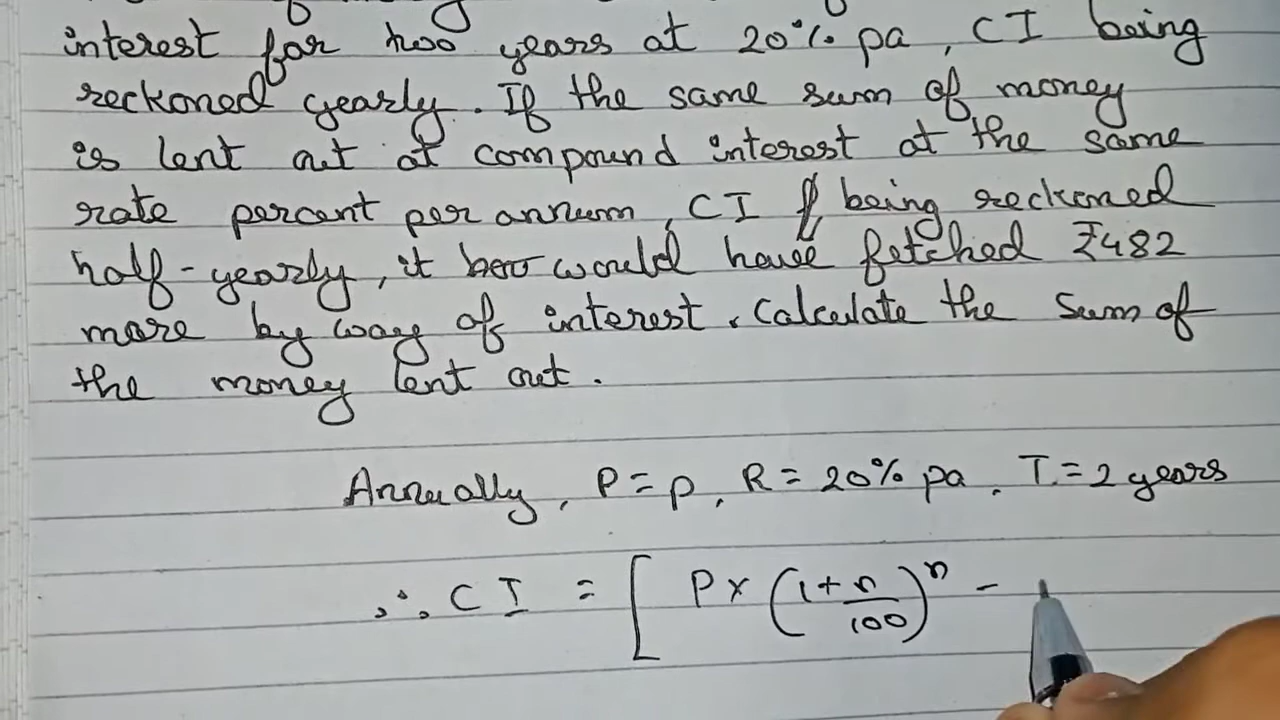 interest for two years at 20% pa, CI being
reckoned yearly. If the same sum of money
is lent out at compound interest at the same
rate percent per annum, CI being reckoned
half-yearly, it would have fetched ₹482
more by way of interest. Calculate the sum of
the money lent out.
Annually, P = p, R = 20% pa, T = 2 years
∴ CI = [ P × (1 + r/100)^n -